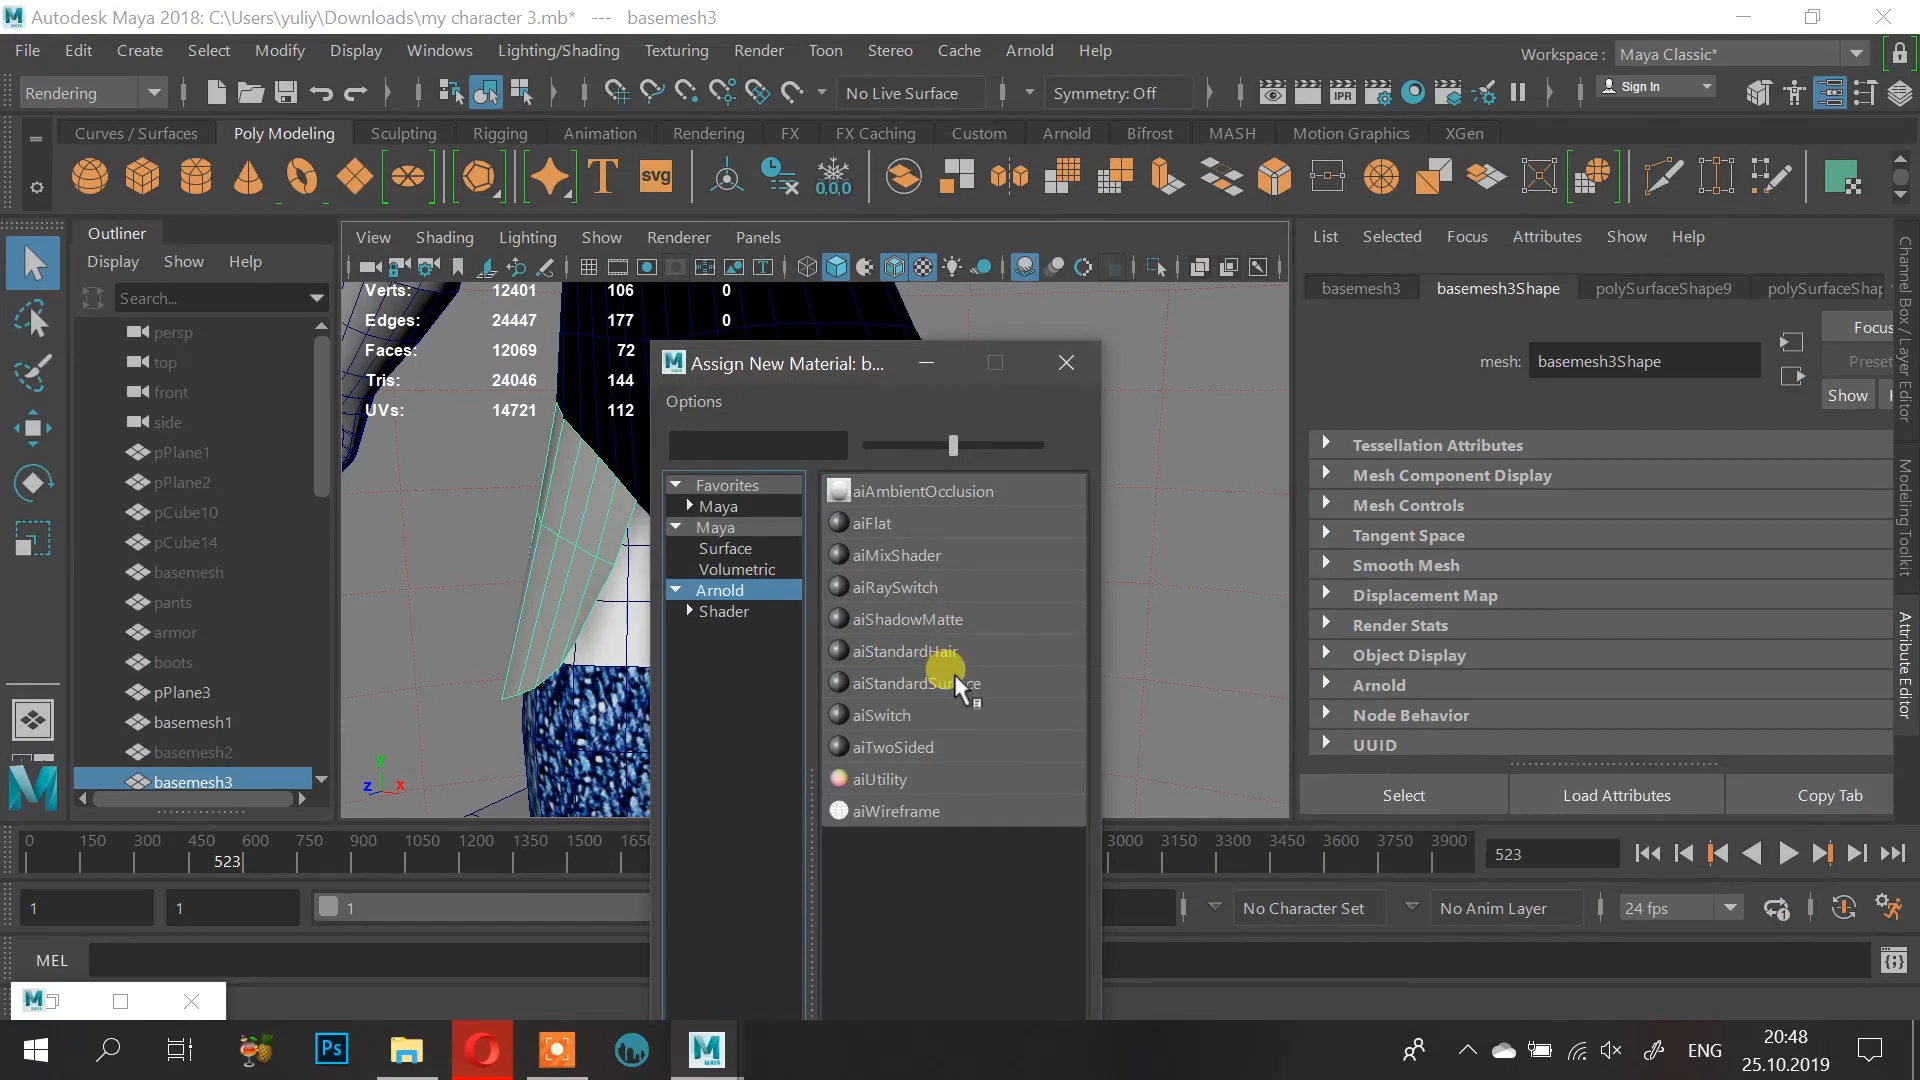 Autodesk Maya 2018: C:\Users\yuliy\Downloads\my character 3.mb* --- basemesh3
File Edit Create Select Modify Display Windows Lighting/Shading Texturing Render Toon Stereo Cache Arnold Help
Workspace : Maya Classic*
Rendering No Live Surface Symmetry: Off IPR Sign In
Curves / Surfaces Poly Modeling Sculpting Rigging Animation Rendering FX FX Caching Custom Arnold Bifrost MASH Motion Graphics XGen
T svg 0,0,0
Outliner
Display Show Help
Search...
persp
top
front
side
pPlane1
pPlane2
pCube10
pCube14
basemesh
pants
armor
boots
pPlane3
basemesh1
basemesh2
basemesh3
View Shading Lighting Show Renderer Panels
Verts: 12401 106 0
Edges: 24447 177 0
Faces: 12069 72
Tris: 24046 144
UVs: 14721 112
y
z x
Assign New Material: b...
Options
Favorites
Maya
Maya
Surface
Volumetric
Arnold
Shader
aiAmbientOcclusion
aiFlat
aiMixShader
aiRaySwitch
aiShadowMatte
aiStandardHair
aiStandardSurface
aiSwitch
aiTwoSided
aiUtility
aiWireframe
List Selected Focus Attributes Show Help
basemesh3 basemesh3Shape polySurfaceShape9 polySurfaceShap
Focus
mesh: basemesh3Shape
Preset
Show
Tessellation Attributes
Mesh Component Display
Mesh Controls
Tangent Space
Smooth Mesh
Displacement Map
Render Stats
Object Display
Arnold
Node Behavior
UUID
Select Load Attributes Copy Tab
Channel Box / Layer Editor
Modeling Toolkit
Attribute Editor
0 150 300 450 600 750 900 1050 1200 1350 1500 1650 3000 3150 3300 3450 3600 3750 3900
523
523
1 1 1 No Character Set No Anim Layer 24 fps
MEL
Ps MAYA ENG
20:48
25.10.2019